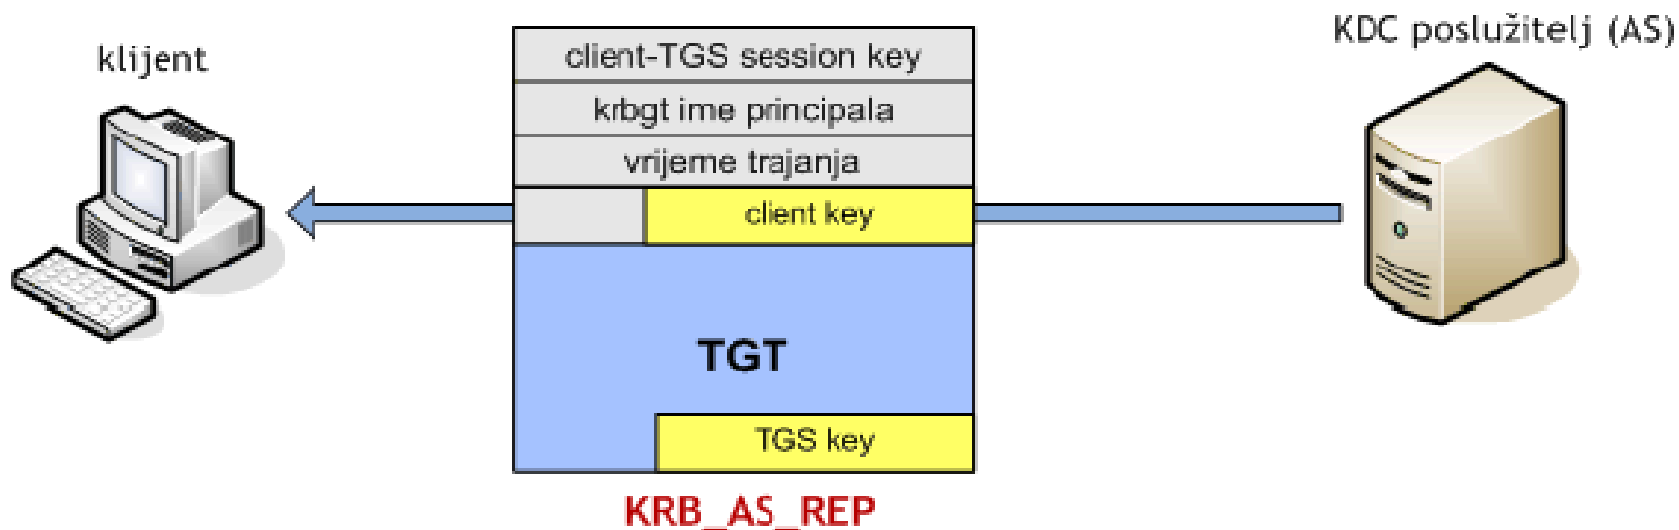 klijent
KDC poslužitelj (AS)
client-TGS session key
krbgt ime principala
vrijeme trajanja
client key
TGT
TGS key
KRB_AS_REP